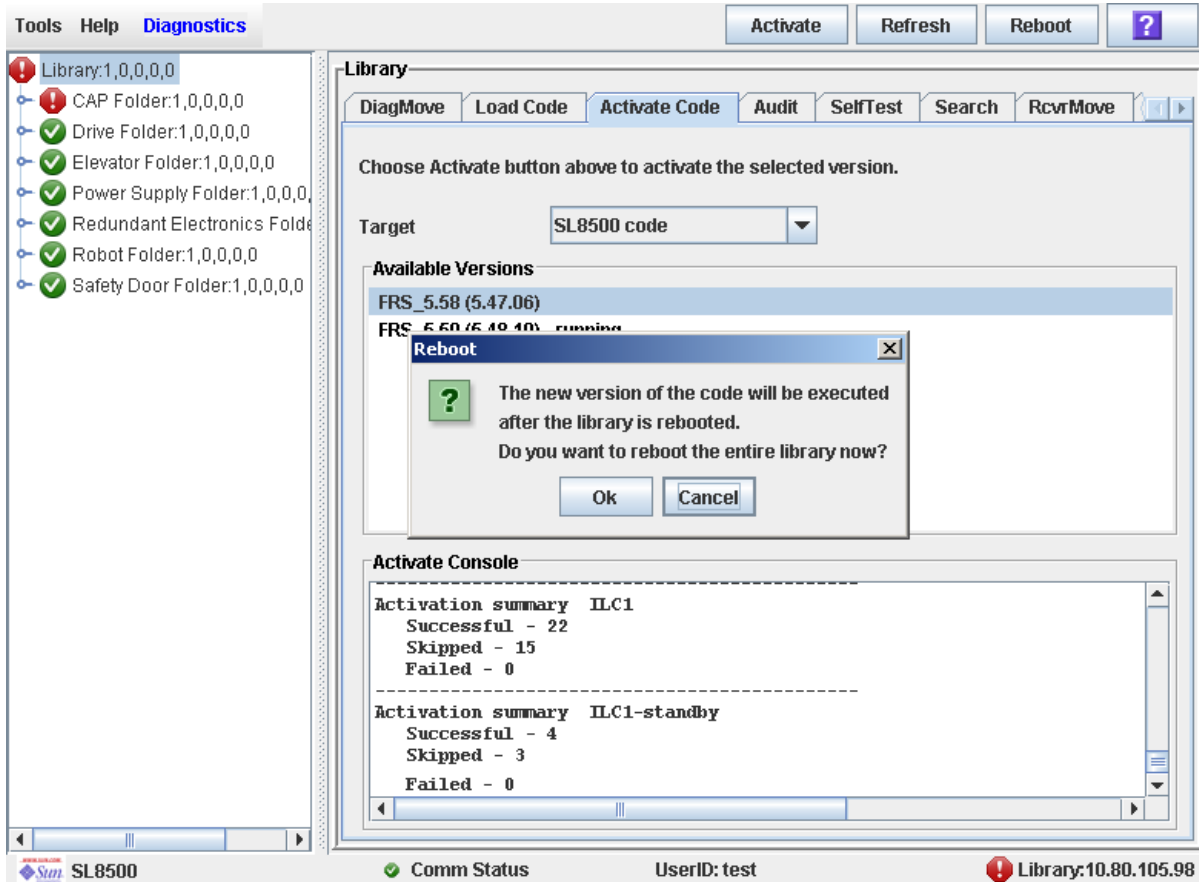 Tools Help Diagnostics
Activate Refresh Reboot ?
Library:1,0,0,0,0
CAP Folder:1,0,0,0,0
Drive Folder:1,0,0,0,0
Elevator Folder:1,0,0,0,0
Power Supply Folder:1,0,0,0,
Redundant Electronics Folde
Robot Folder:1,0,0,0,0
Safety Door Folder:1,0,0,0,0
Library
DiagMove Load Code Activate Code Audit SelfTest Search RcvrMove
Choose Activate button above to activate the selected version.
Target SL8500 code
Available Versions
FRS_5.58 (5.47.06)
running
Reboot
The new version of the code will be executed
after the library is rebooted.
Do you want to reboot the entire library now?
Ok Cancel
Activate Console
Activation summary ILC1
Successful - 22
Skipped - 15
Failed - 0
Activation summary ILC1-standby
Successful - 4
Skipped - 3
Failed - 0
Sun SL8500 Comm Status UserID: test Library:10.80.105.98